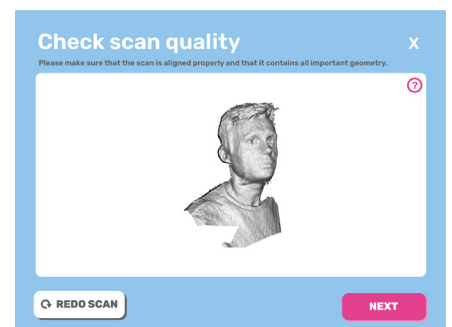 Check scan quality
X
Please make sure that the scan is aligned properly and that it contains all important geometry.
?
REDO SCAN
NEXT